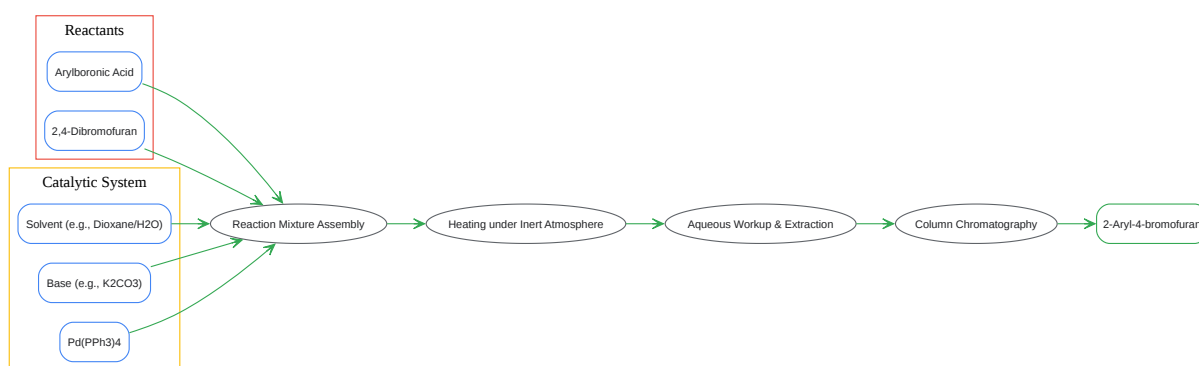 Reactants
Arylboronic Acid
2,4-Dibromofuran
Catalytic System
Solvent (e.g., Dioxane/H2O)
Base (e.g., K2CO3)
Pd(PPh3)4
Reaction Mixture Assembly
Heating under Inert Atmosphere
Aqueous Workup & Extraction
Column Chromatography
2-Aryl-4-bromofuran